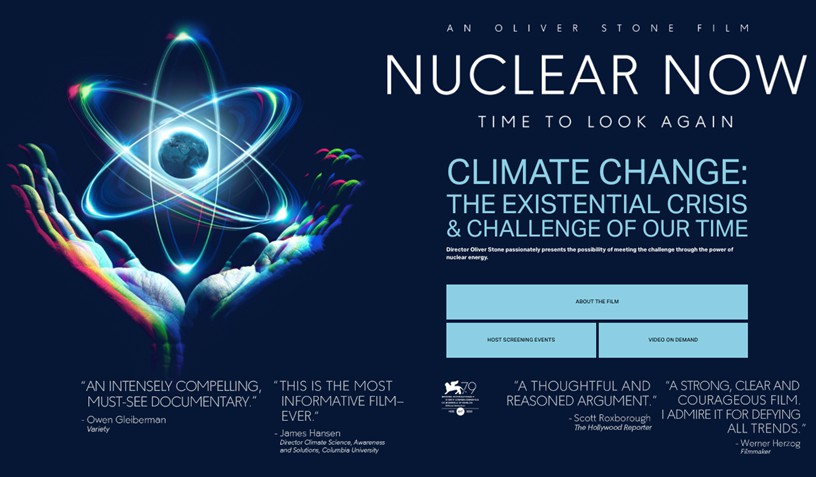 AN OLIVER STONE FILM
NUCLEAR NOW
TIME TO LOOK AGAIN
CLIMATE CHANGE:
THE EXISTENTIAL CRISIS
& CHALLENGE OF OUR TIME
Director Oliver Stone passionately presents the possibility of meeting the challenge through the power of
nuclear energy.
ABOUT THE FILM
HOST SCREENING EVENTS
VIDEO ON DEMAND
"AN INTENSELY COMPELLING,
MUST-SEE DOCUMENTARY."
- Owen Gleiberman
Variety
"THIS IS THE MOST
INFORMATIVE FILM–
EVER."
- James Hansen
Director Climate Science, Awareness
and Solutions, Columbia University
79
"A THOUGHTFUL AND
REASONED ARGUMENT."
- Scott Roxborough
The Hollywood Reporter
"A STRONG, CLEAR AND
COURAGEOUS FILM.
I ADMIRE IT FOR DEFYING
ALL TRENDS."
- Werner Herzog
Filmmaker